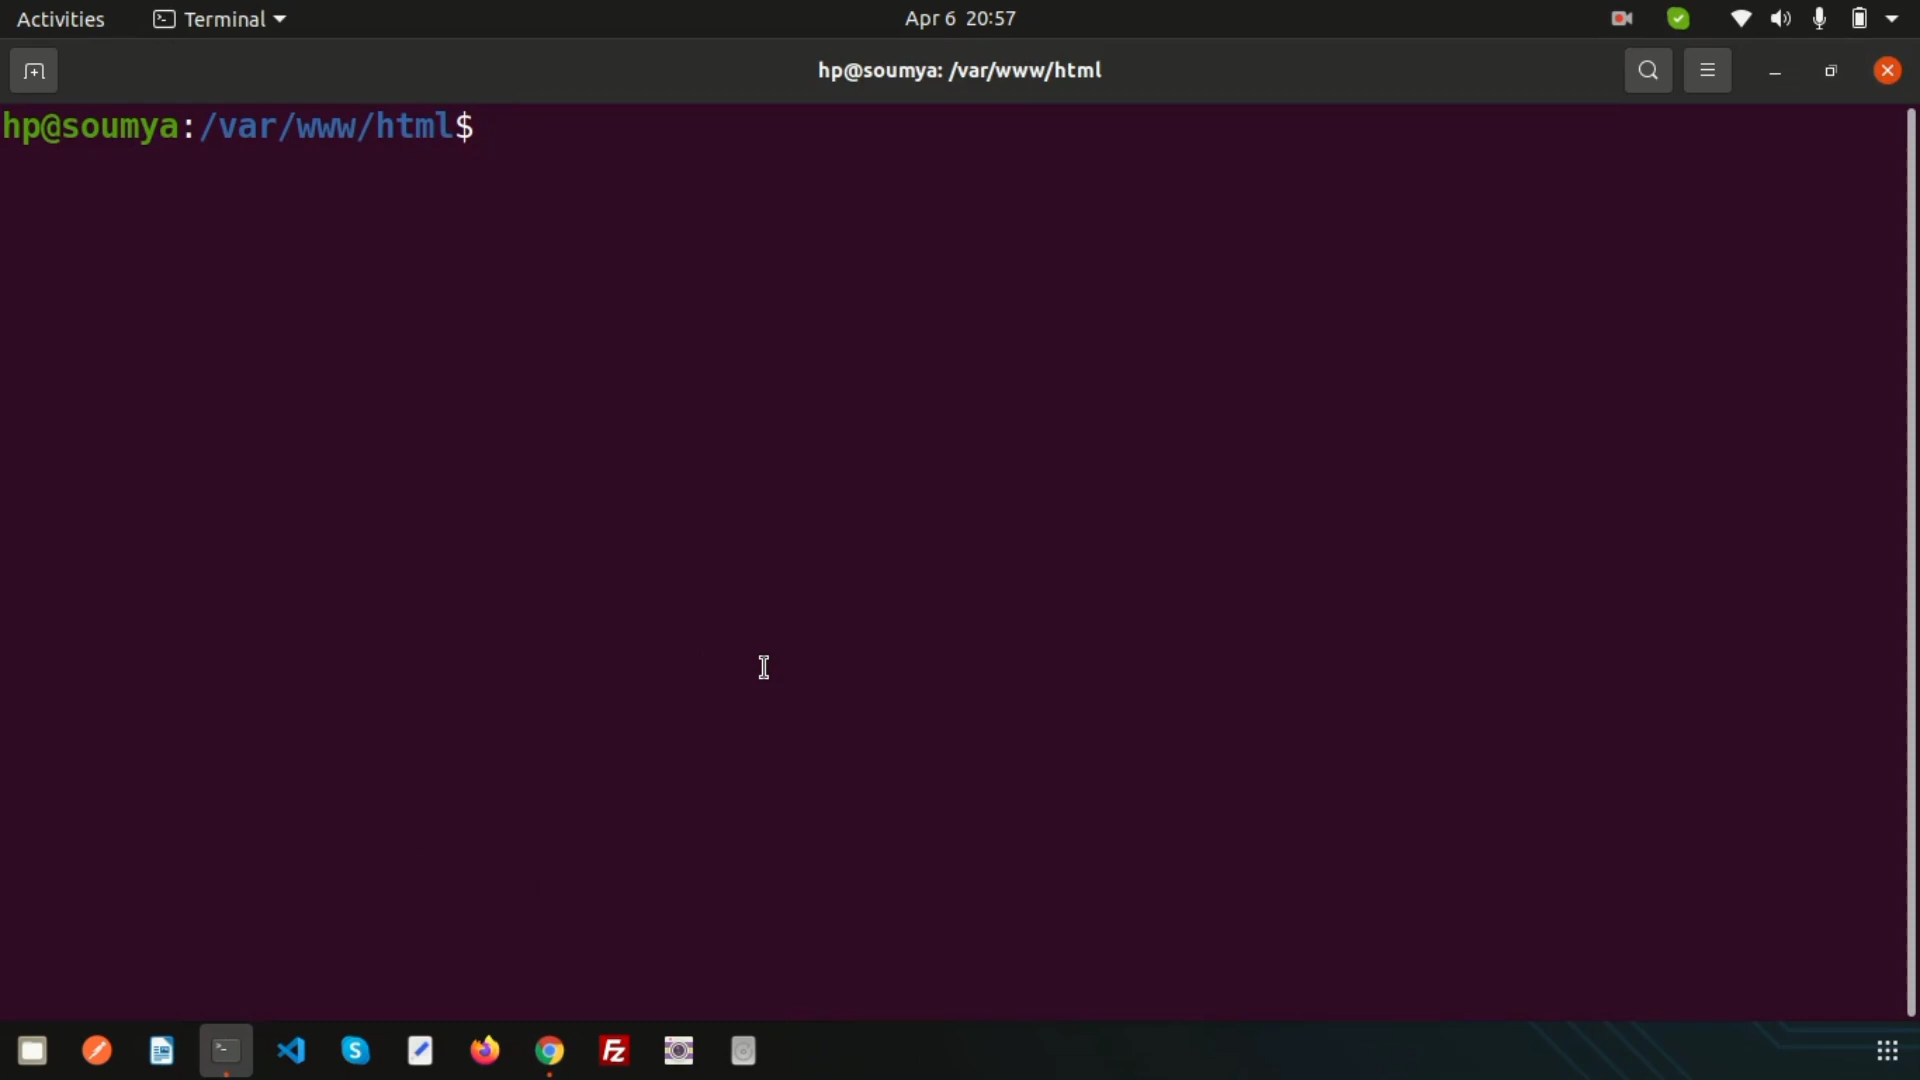 Activities Terminal Apr 6 20:57
hp@soumya: /var/www/html
hp@soumya:/var/www/html$